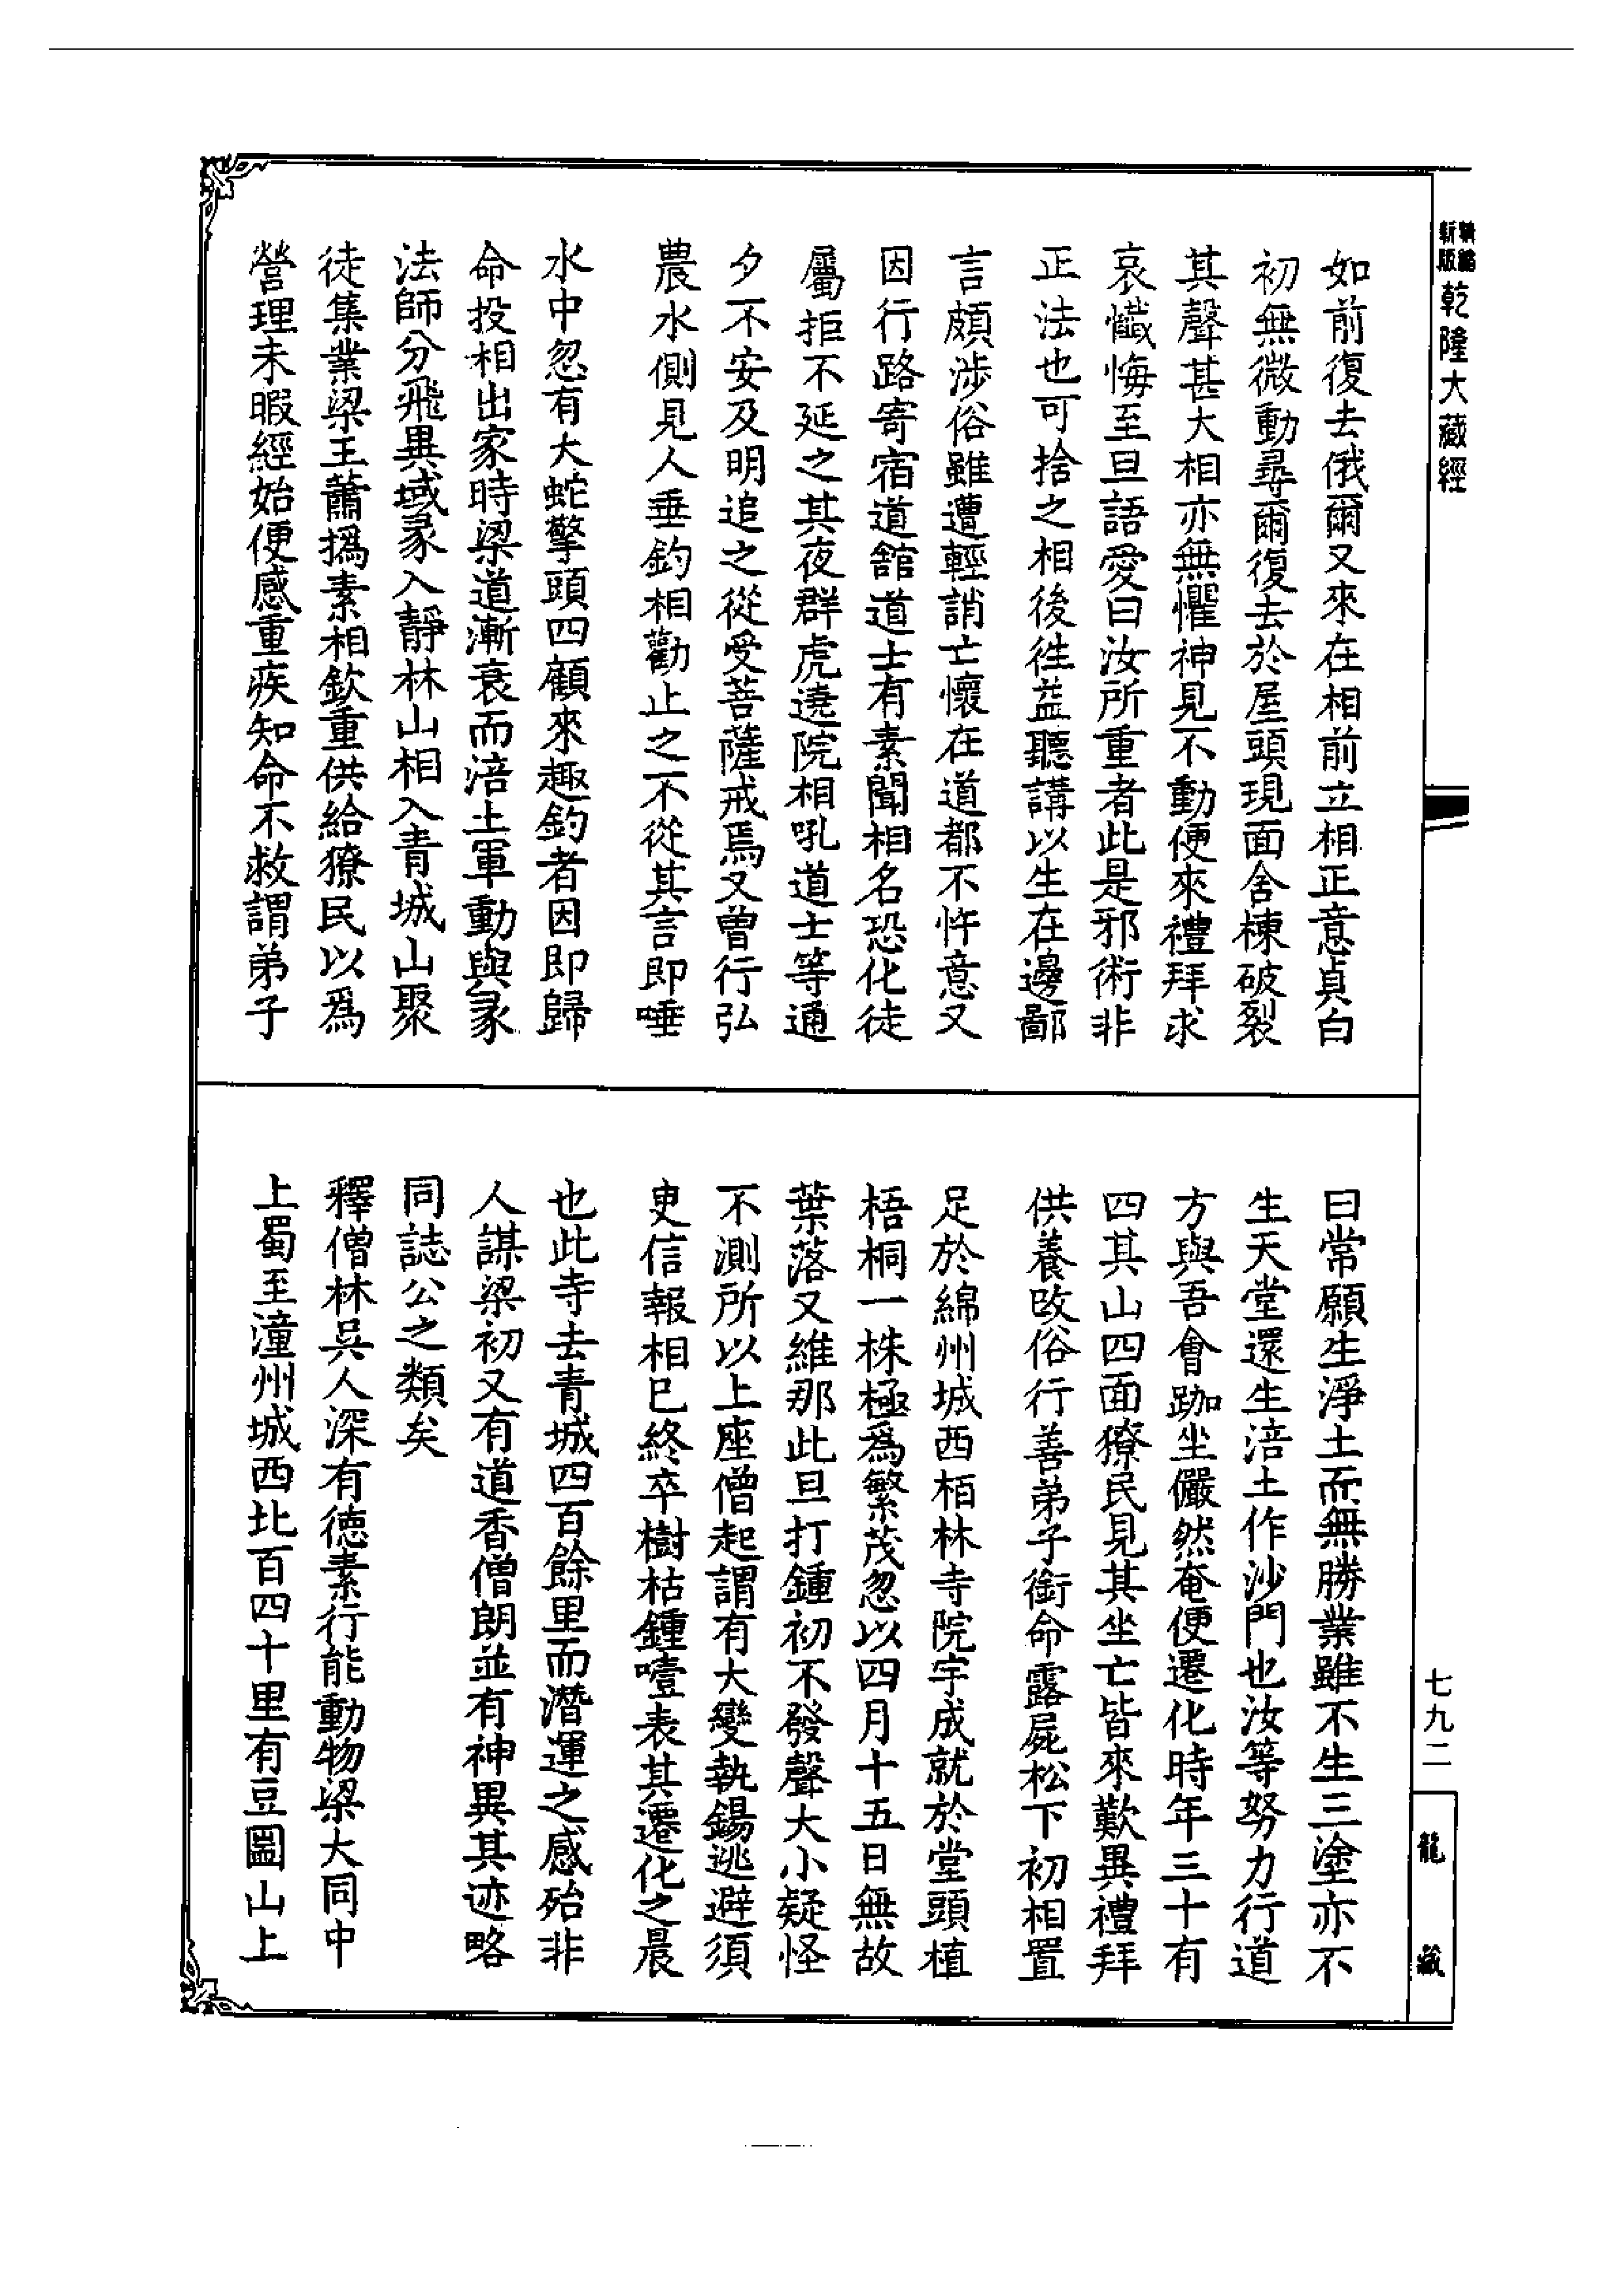 精編
新版
乾隆大藏經
如前復去俄爾又來在相前立相正意貞白
初無微動尋爾復去於屋頭現面舍棟破裂
其聲甚大相亦無懼神見不動便來禮拜求
哀懺悔至旦語愛曰汝所重者此是邪術非
正法也可捨之相後徃益聽講以生在邊鄙
言頗涉俗雖遭輕誚亡懷在道都不忤意又
因行路寄宿道舘道士有素聞相名恐化徒
屬拒不延之其夜群虎遶院相吼道士等通
夕不安及明追之從受菩薩戒焉又曾行弘
農水側見人垂釣相勸止之不從其言即唾
水中忽有大蛇擎頭四顧來趣釣者因即歸
命投相出家時梁道漸衰而涪土軍動與彖
法師分飛異域彖入靜林山相入青城山聚
徒集業梁王蕭撝素相欽重供給獠民以爲
營理未暇經始便感重疾知命不救謂弟子
曰常願生淨土而無勝業雖不生三塗亦不
生天堂還生涪土作沙門也汝等努力行道
方與吾會跏坐儼然奄便遷化時年三十有
四其山四面獠民見其坐亡皆來歎異禮拜
供養改俗行善弟子銜命露屍松下初相置
足於綿州城西栢林寺院宇成就於堂頭植
梧桐一株極爲繁茂忽以四月十五日無故
葉落又維那此旦打鍾初不發聲大小疑怪
不測所以上座僧起謂有大變執錫逃避須
臾信報相已終卒樹枯鍾噎表其遷化之晨
也此寺去青城四百餘里而潛運之感殆非
人謀梁初又有道香僧朗並有神異其迹略
同誌公之類矣
釋僧林吳人深有德素行能動物梁大同中
上蜀至潼州城西北百四十里有豆圌山上
七九二
龍藏